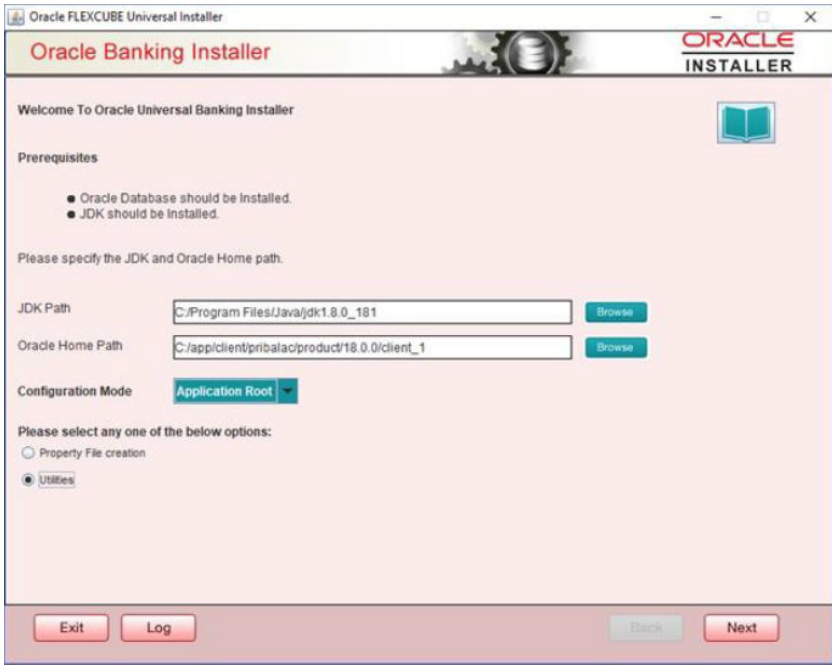 Oracle FLEXCUBE Universal Installer
Oracle Banking Installer
ORACLE
INSTALLER
Welcome To Oracle Universal Banking Installer
Prerequisites
Oracle Database should be Installed.
JDK should be Installed.
Please specify the JDK and Oracle Home path.
JDK Path
C:/Program Files/Java/jdk1.8.0_181
Browse
Oracle Home Path
C:/app/client/pribalac/product/18.0.0/client_1
Browse
Configuration Mode
Application Root
Please select any one of the below options:
Property File creation
Utilities
Exit
Log
Back
Next